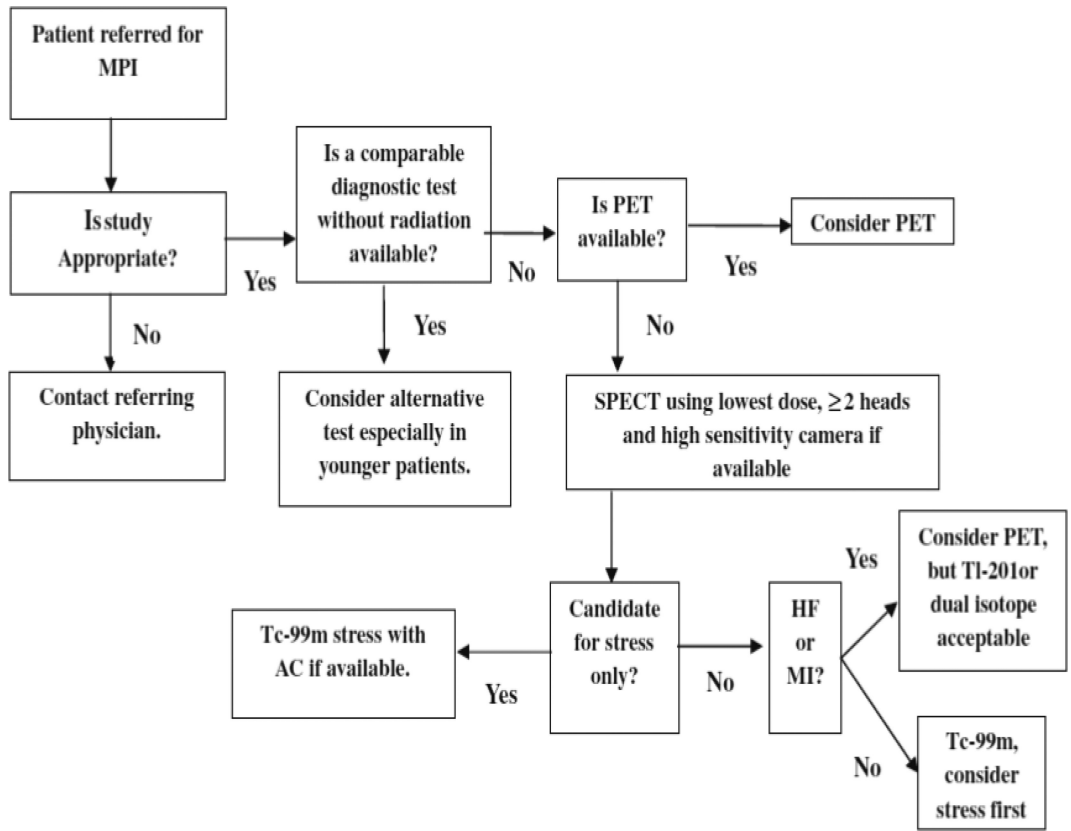 Patient referred for
MPI
Is study
Appropriate?
Yes
No
Contact referring
physician.
Is a comparable
diagnostic test
without radiation
available?
No
Yes
Consider alternative
test especially in
younger patients.
Is PET
available?
Yes
Consider PET
No
SPECT using lowest dose, ≥2 heads
and high sensitivity camera if
available
Candidate
for stress
only?
Yes
Tc-99m stress with
AC if available.
No
HF
or
MI?
Yes
Consider PET,
but Tl-201or
dual isotope
acceptable
No
Tc-99m,
consider
stress first